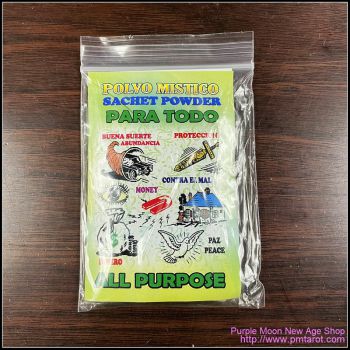 POLVO MISTICO
SACHET POWDER
PARA TODO
BUENA SUERTE
ABUNDANCIA
PROTECCION
CONTRA EL MAL
MONEY
DINERO
PAZ
PEACE
ALL PURPOSE
Purple Moon New Age Shop
http://www.pmtarot.com